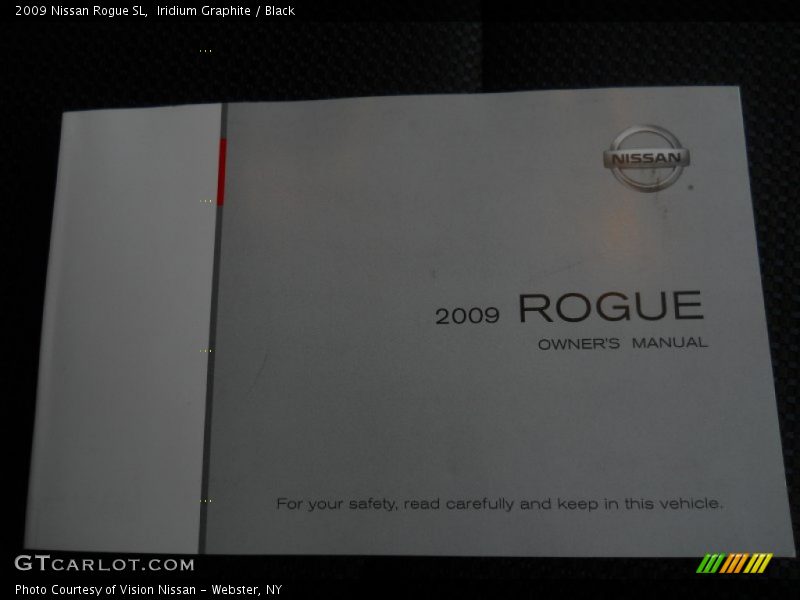 2009 Nissan Rogue SL,  Iridium Graphite / Black
NISSAN
2009 ROGUE
OWNER'S MANUAL
For your safety, read carefully and keep in this vehicle.
GTCARLOT.COM
Photo Courtesy of Vision Nissan - Webster, NY